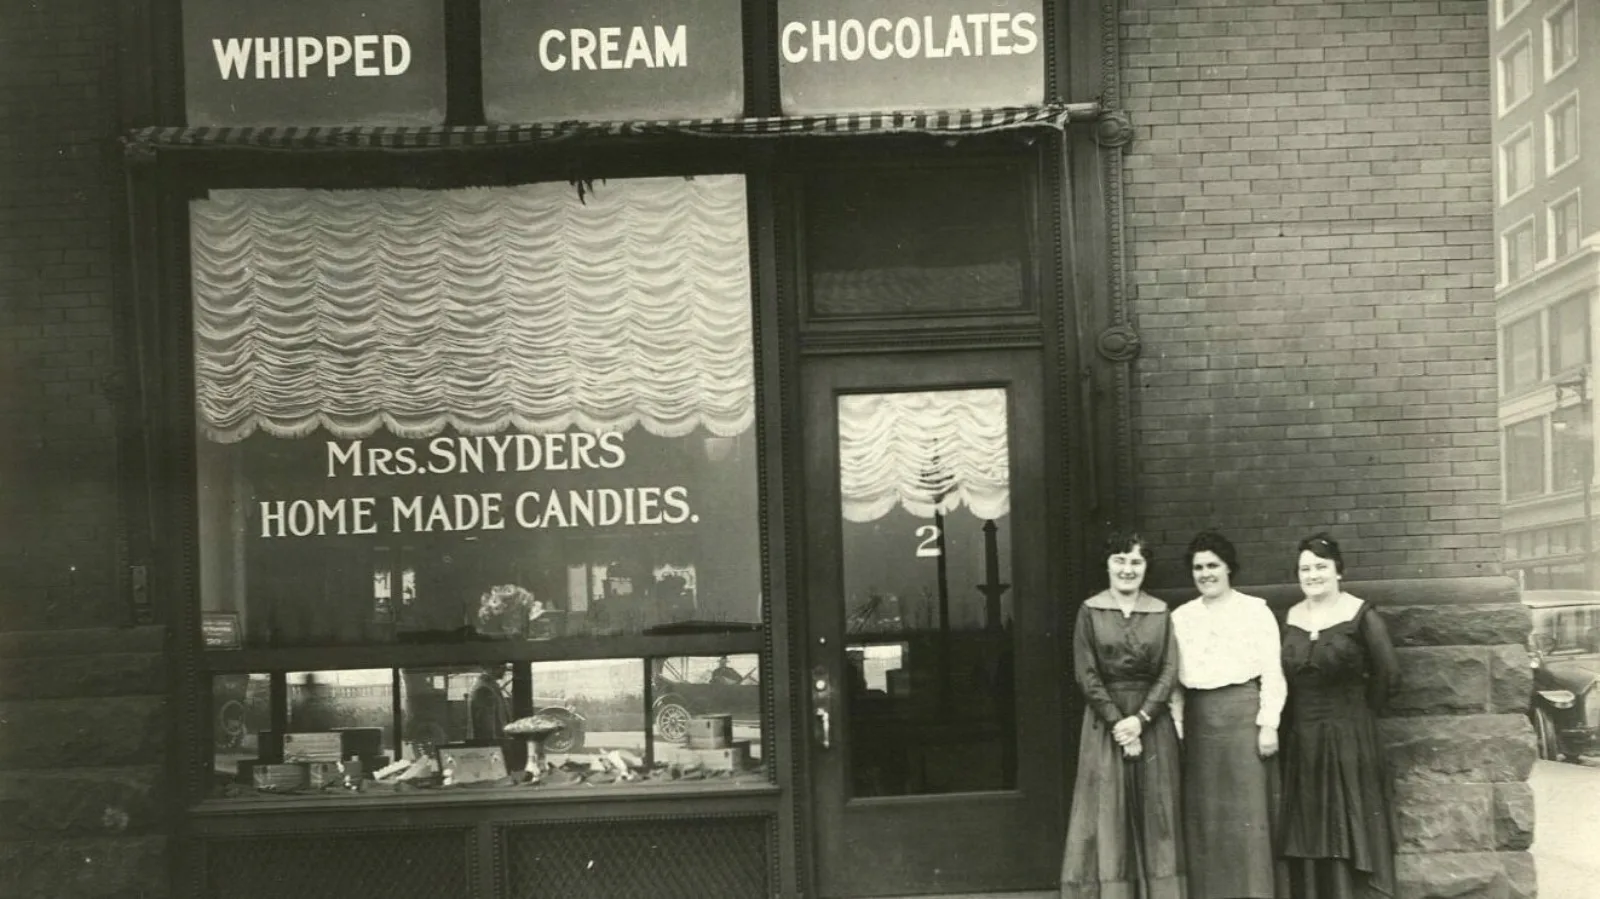 WHIPPED CREAM CHOCOLATES
Mrs. SNYDER'S
HOME MADE CANDIES.
2